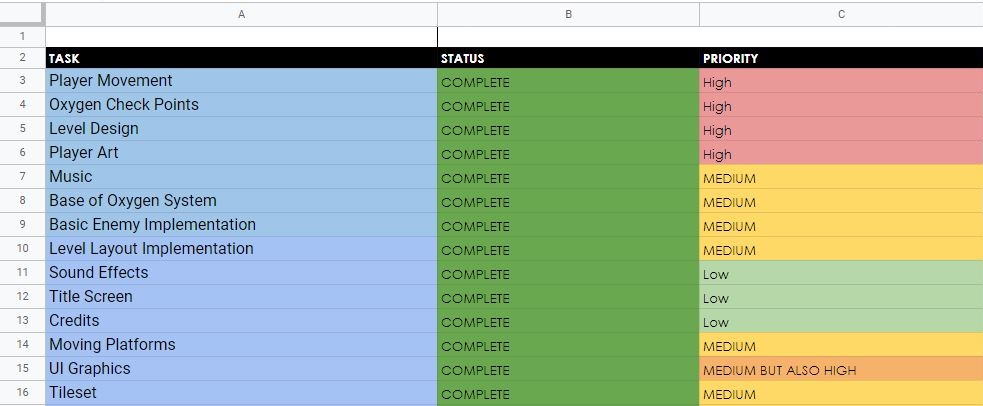 A B C
1
2 TASK STATUS PRIORITY
3 Player Movement COMPLETE High
4 Oxygen Check Points COMPLETE High
5 Level Design COMPLETE High
6 Player Art COMPLETE High
7 Music COMPLETE MEDIUM
8 Base of Oxygen System COMPLETE MEDIUM
9 Basic Enemy Implementation COMPLETE MEDIUM
10 Level Layout Implementation COMPLETE MEDIUM
11 Sound Effects COMPLETE Low
12 Title Screen COMPLETE Low
13 Credits COMPLETE Low
14 Moving Platforms COMPLETE MEDIUM
15 UI Graphics COMPLETE MEDIUM BUT ALSO HIGH
16 Tileset COMPLETE MEDIUM